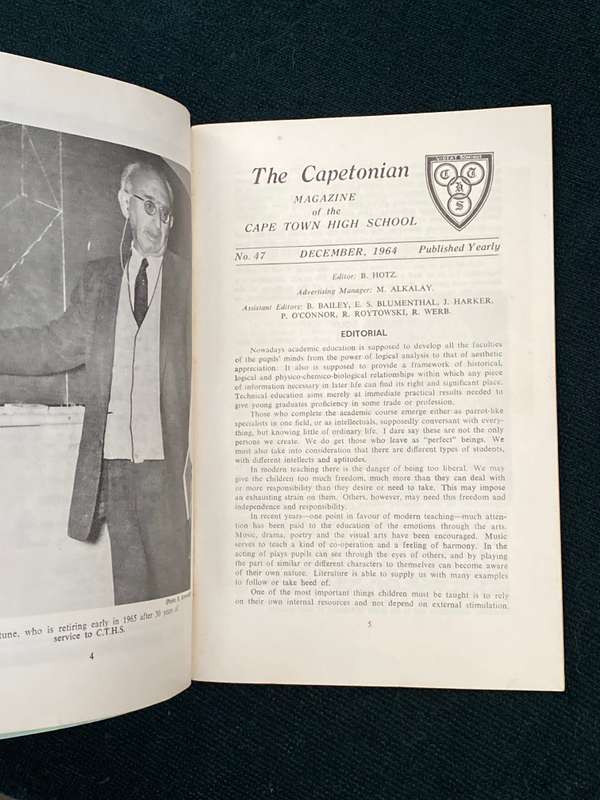 (Photo: R.
tune, who is retiring early in 1965 after 30 years of
service to C.T.H.S.
4
The Capetonian
MAGAZINE
of the
CAPE TOWN HIGH SCHOOL
C T
H
S
No. 47 DECEMBER, 1964 Published Yearly
Editor: B. HOTZ.
Advertising Manager: M. ALKALAY.
Assistant Editors: B. BAILEY, E. S. BLUMENTHAL, J. HARKER,
P. O'CONNOR, R. ROYTOWSKI, R. WERB.
EDITORIAL
Nowadays academic education is supposed to develop all the faculties
of the pupils' minds from the power of logical analysis to that of aesthetic
appreciation. It also is supposed to provide a framework of historical,
logical and physico-chemico-biological relationships within which any piece
of information necessary in later life can find its right and significant place.
Technical education aims merely at immediate practical results needed to
give young graduates proficiency in some trade or profession.
Those who complete the academic course emerge either as parrot-like
specialists in one field, or as intellectuals, supposedly conversant with every-
thing, but knowing little of ordinary life. I dare say these are not the only
persons we create. We do get those who leave as "perfect" beings. We
must also take into consideration that there are different types of students,
with different intellects and aptitudes.
In modern teaching there is the danger of being too liberal. We may
give the children too much freedom, much more than they can deal with
or more responsibility than they desire or need to take. This may impose
an exhausting strain on them. Others, however, may need this freedom and
independence and responsibility.
In recent years—one point in favour of modern teaching—much atten-
tion has been paid to the education of the emotions through the arts.
Music, drama, poetry and the visual arts have been encouraged. Music
serves to teach a kind of co-operation and a feeling of harmony. In the
acting of plays pupils can see through the eyes of others, and by playing
the part of similar or different characters to themselves can become aware
of their own nature. Literature is able to supply us with many examples
to follow or take heed of.
One of the most important things children must be taught is to rely
on their own internal resources and not depend on external stimulation.
5